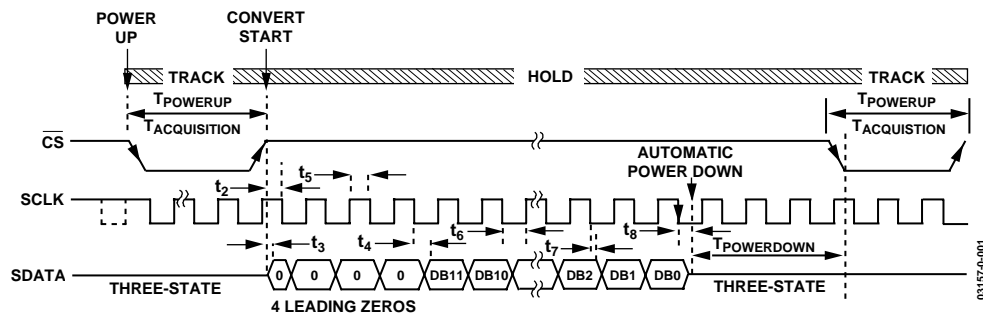 POWER UP
CONVERT START
TRACK
HOLD
TRACK
TPOWERUP
TACQUISITION
TPOWERUP
TACQUISITION
CS
AUTOMATIC POWER DOWN
t2
t5
SCLK
t3
t4
t6
t7
t8
TPOWERDOWN
SDATA
THREE-STATE
0
0
0
0
DB11
DB10
DB2
DB1
DB0
THREE-STATE
4 LEADING ZEROS
03157-0-001